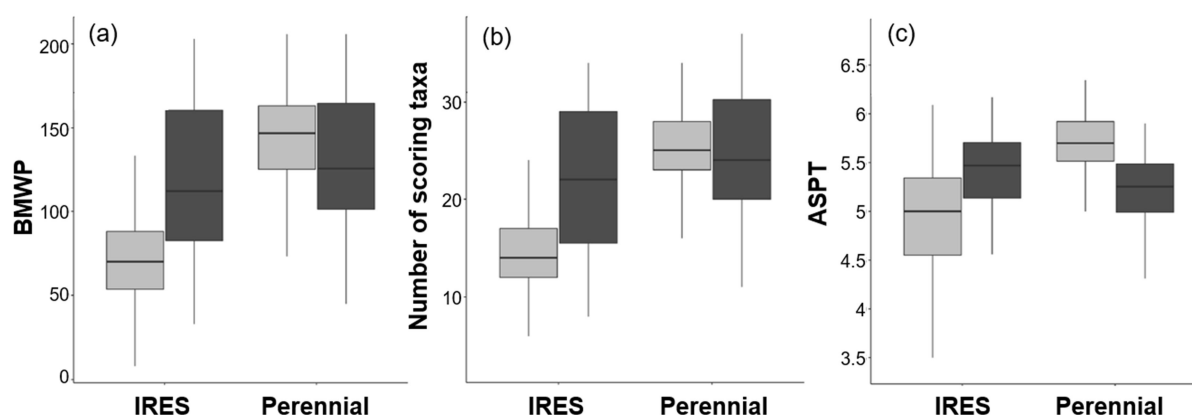 (a)
BMWP
200
150
100
50
0
IRES Perennial
(b)
Number of scoring taxa
30
20
10
IRES Perennial
(c)
ASPT
6.5
6
5.5
5
4.5
4
3.5
IRES Perennial